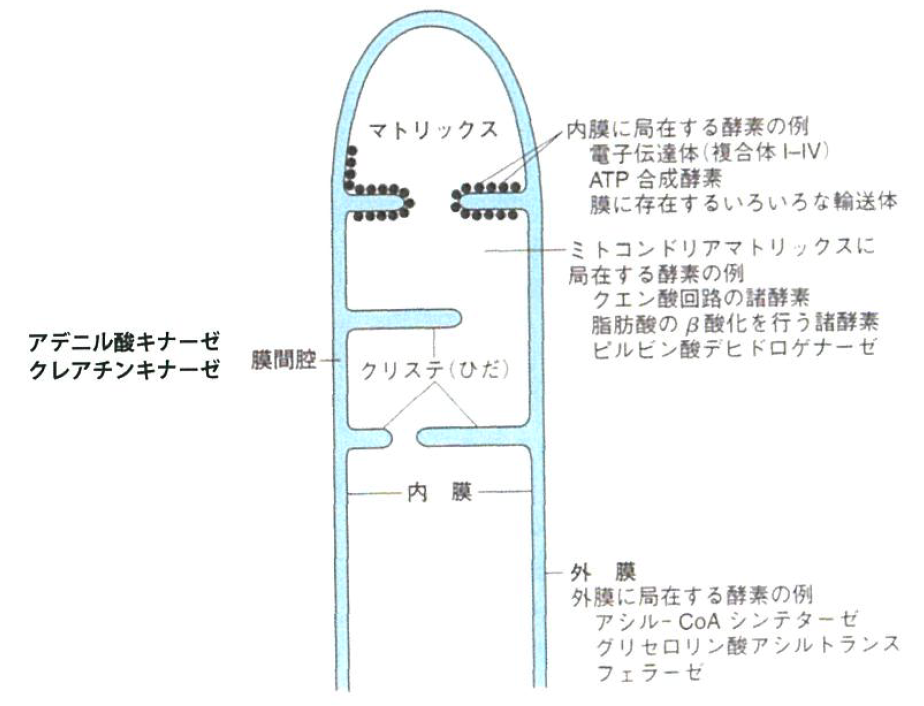 マトリックス
内膜に局在する酵素の例
電子伝達体(複合体I-IV)
ATP 合成酵素
膜に存在するいろいろな輸送体
ミトコンドリアマトリックスに
局在する酵素の例
クエン酸回路の諸酵素
脂肪酸のβ酸化を行う諸酵素
ピルビン酸デヒドロゲナーゼ
アデニル酸キナーゼ
クレアチンキナーゼ
膜間腔
クリステ(ひだ)
内 膜
外 膜
外膜に局在する酵素の例
アシル-CoA シンテターゼ
グリセロリン酸アシルトランス
フェラーゼ